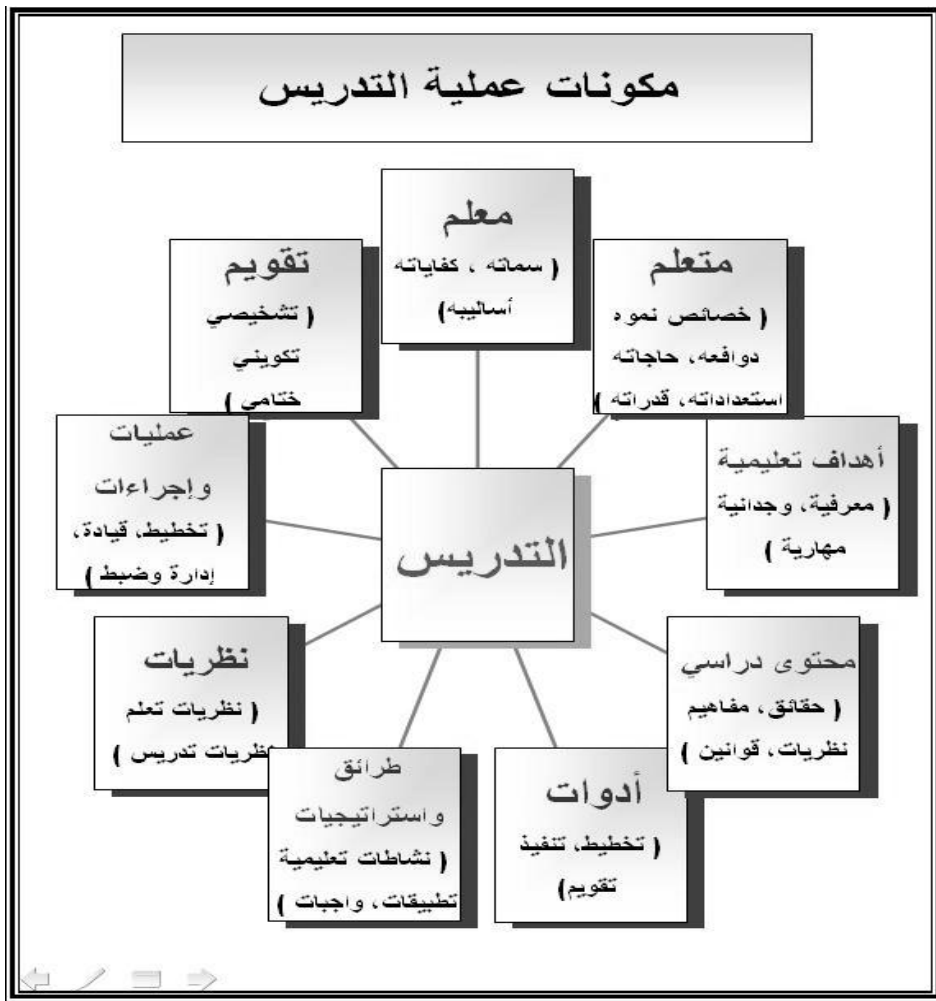 مكونات عملية التدريس
معلم
( سماته ، كفاياته
أساليبه)
متعلم
( خصائص نموه
دوافعه، حاجاته
استعداداته، قدراته )
أهداف تعليمية
( معرفية، وجدانية
مهارية )
محتوى دراسي
( حقائق، مفاهيم
نظريات، قوانين )
أدوات
( تخطيط، تنفيذ
تقويم)
طرائق
واستراتيجيات
( نشاطات تعليمية
تطبيقات، واجبات )
نظريات
( نظريات تعلم
نظريات تدريس )
عمليات
وإجراءات
( تخطيط، قيادة،
إدارة وضبط )
تقويم
( تشخيصي
تكويني
ختامي )
التدريس